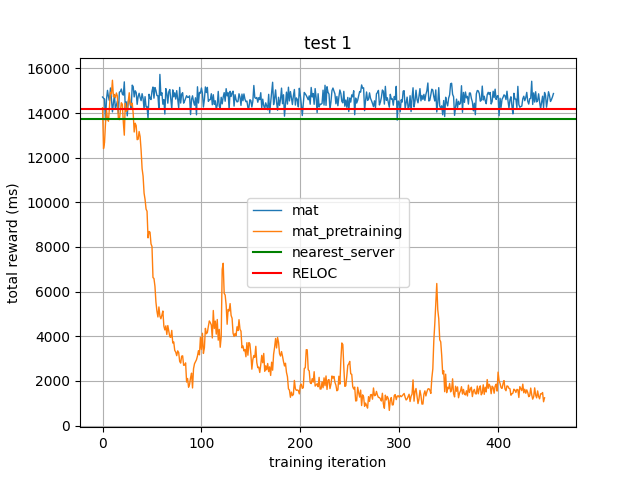 test 1
total reward (ms)
16000
14000
12000
10000
8000
6000
4000
2000
0
mat
mat_pretraining
nearest_server
RELOC
0 100 200 300 400
training iteration